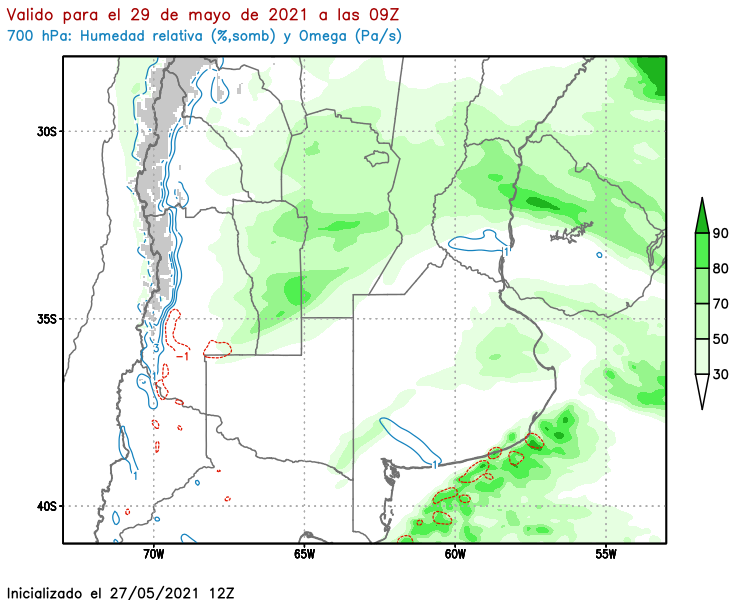 Valido para el 29 de mayo de 2021 a las 09Z
700 hPa: Humedad relativa (%,somb) y Omega (Pa/s)
30S
35S
40S
70W
65W
60W
55W
90
80
70
50
30
1
3
-1
1
1
Inicializado el 27/05/2021 12Z